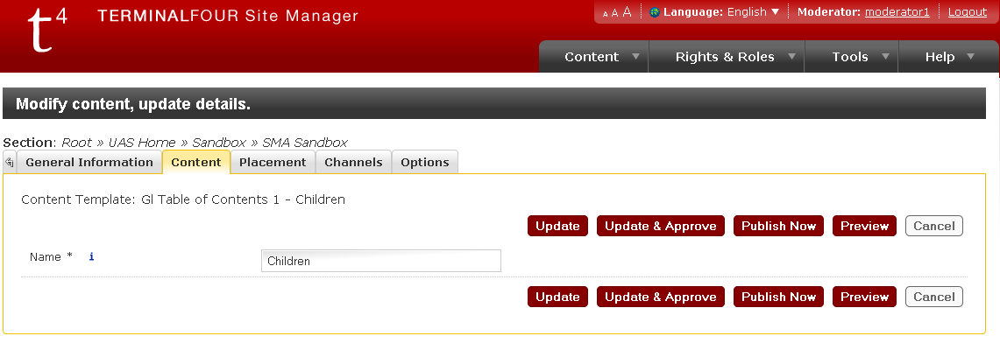 t4 TERMINALFOUR Site Manager
A A A Language: English ▼ Moderator: moderator1 Logout
Content ▼ Rights & Roles ▼ Tools ▼ Help ▼
Modify content, update details.
Section: Root » UAS Home » Sandbox » SMA Sandbox
General Information Content Placement Channels Options
Content Template: Gl Table of Contents 1 - Children
Update Update & Approve Publish Now Preview Cancel
Name * i Children
Update Update & Approve Publish Now Preview Cancel